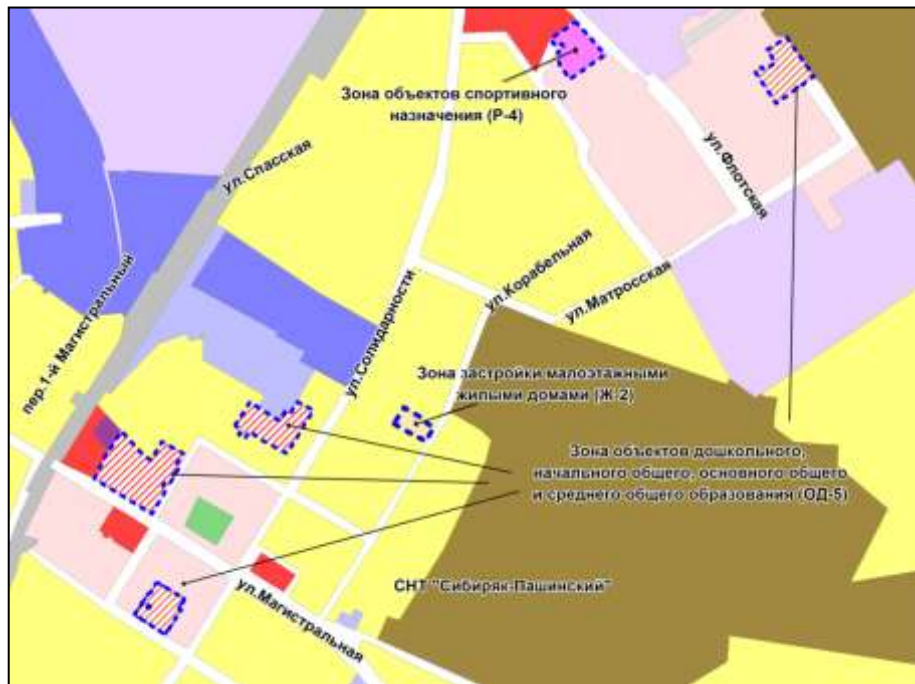 Зона объектов спортивного
назначения (Р-4)
ул.Спасская
ул.Флотская
ул.Корабельная
ул.Матросская
пер.1-й Магистральный
ул.Солидарности
Зона застройки малоэтажными
жилыми домами (Ж-2)
Зона объектов дошкольного,
начального общего, основного общего
и среднего общего образования (ОД-5)
СНТ "Сибиряк-Пашинский"
ул.Магистральная